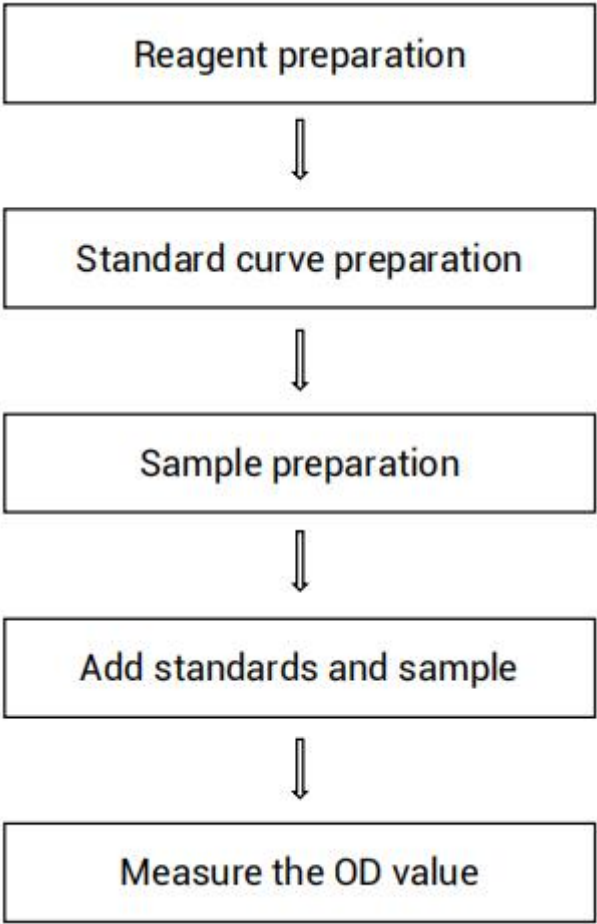 Reagent preparation
Standard curve preparation
Sample preparation
Add standards and sample
Measure the OD value